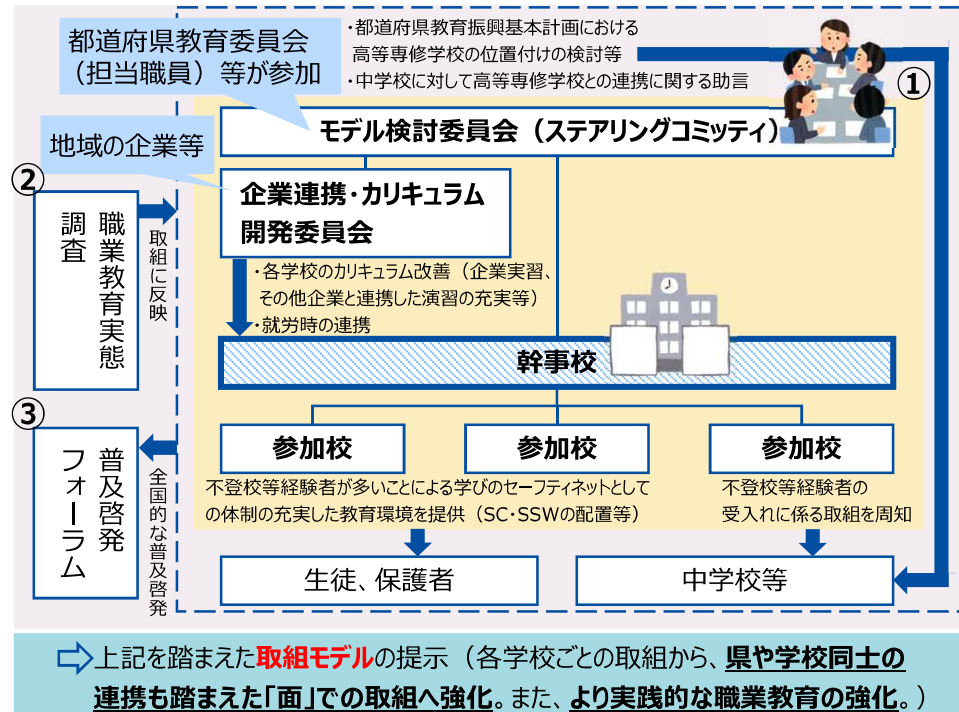 都道府県教育委員会
（担当職員）等が参加
・都道府県教育振興基本計画における
高等専修学校の位置付けの検討等
・中学校に対して高等専修学校との連携に関する助言
①
モデル検討委員会（ステアリングコミッティ）
地域の企業等
企業連携・カリキュラム
開発委員会
②
職業教育実態
調査
取組に反映
・各学校のカリキュラム改善（企業実習、
その他企業と連携した演習の充実等）
・就労時の連携
幹事校
③
普及啓発
フォーラム
全国的な普及啓発
参加校
参加校
参加校
不登校等経験者が多いことによる学びのセーフティネットとして
の体制の充実した教育環境を提供（SC・SSWの配置等）
不登校等経験者の
受入れに係る取組を周知
生徒、保護者
中学校等
上記を踏まえた取組モデルの提示（各学校ごとの取組から、県や学校同士の
連携も踏まえた「面」での取組へ強化。また、より実践的な職業教育の強化。）